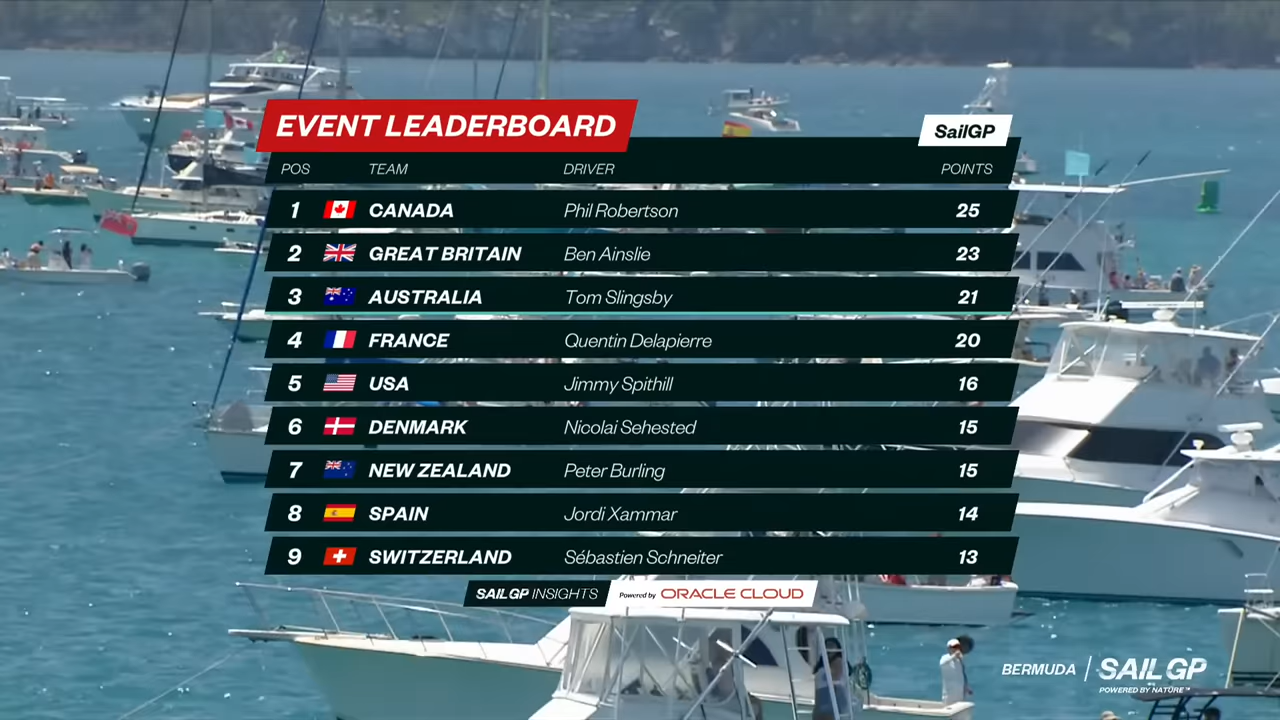 EVENT LEADERBOARD
SailGP
POS TEAM DRIVER POINTS
1 CANADA Phil Robertson 25
2 GREAT BRITAIN Ben Ainslie 23
3 AUSTRALIA Tom Slingsby 21
4 FRANCE Quentin Delapierre 20
5 USA Jimmy Spithill 16
6 DENMARK Nicolai Sehested 15
7 NEW ZEALAND Peter Burling 15
8 SPAIN Jordi Xammar 14
9 SWITZERLAND Sébastien Schneiter 13
SAILGP INSIGHTS Powered by ORACLE CLOUD
BERMUDA | SAILGP
POWERED BY NATURE™